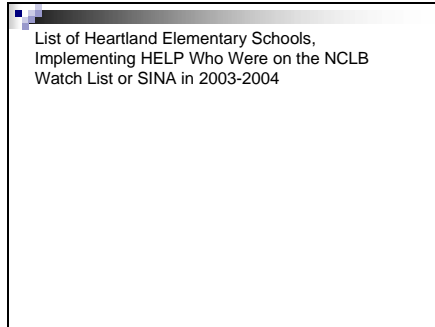 List of Heartland Elementary Schools,
Implementing HELP Who Were on the NCLB
Watch List or SINA in 2003-2004